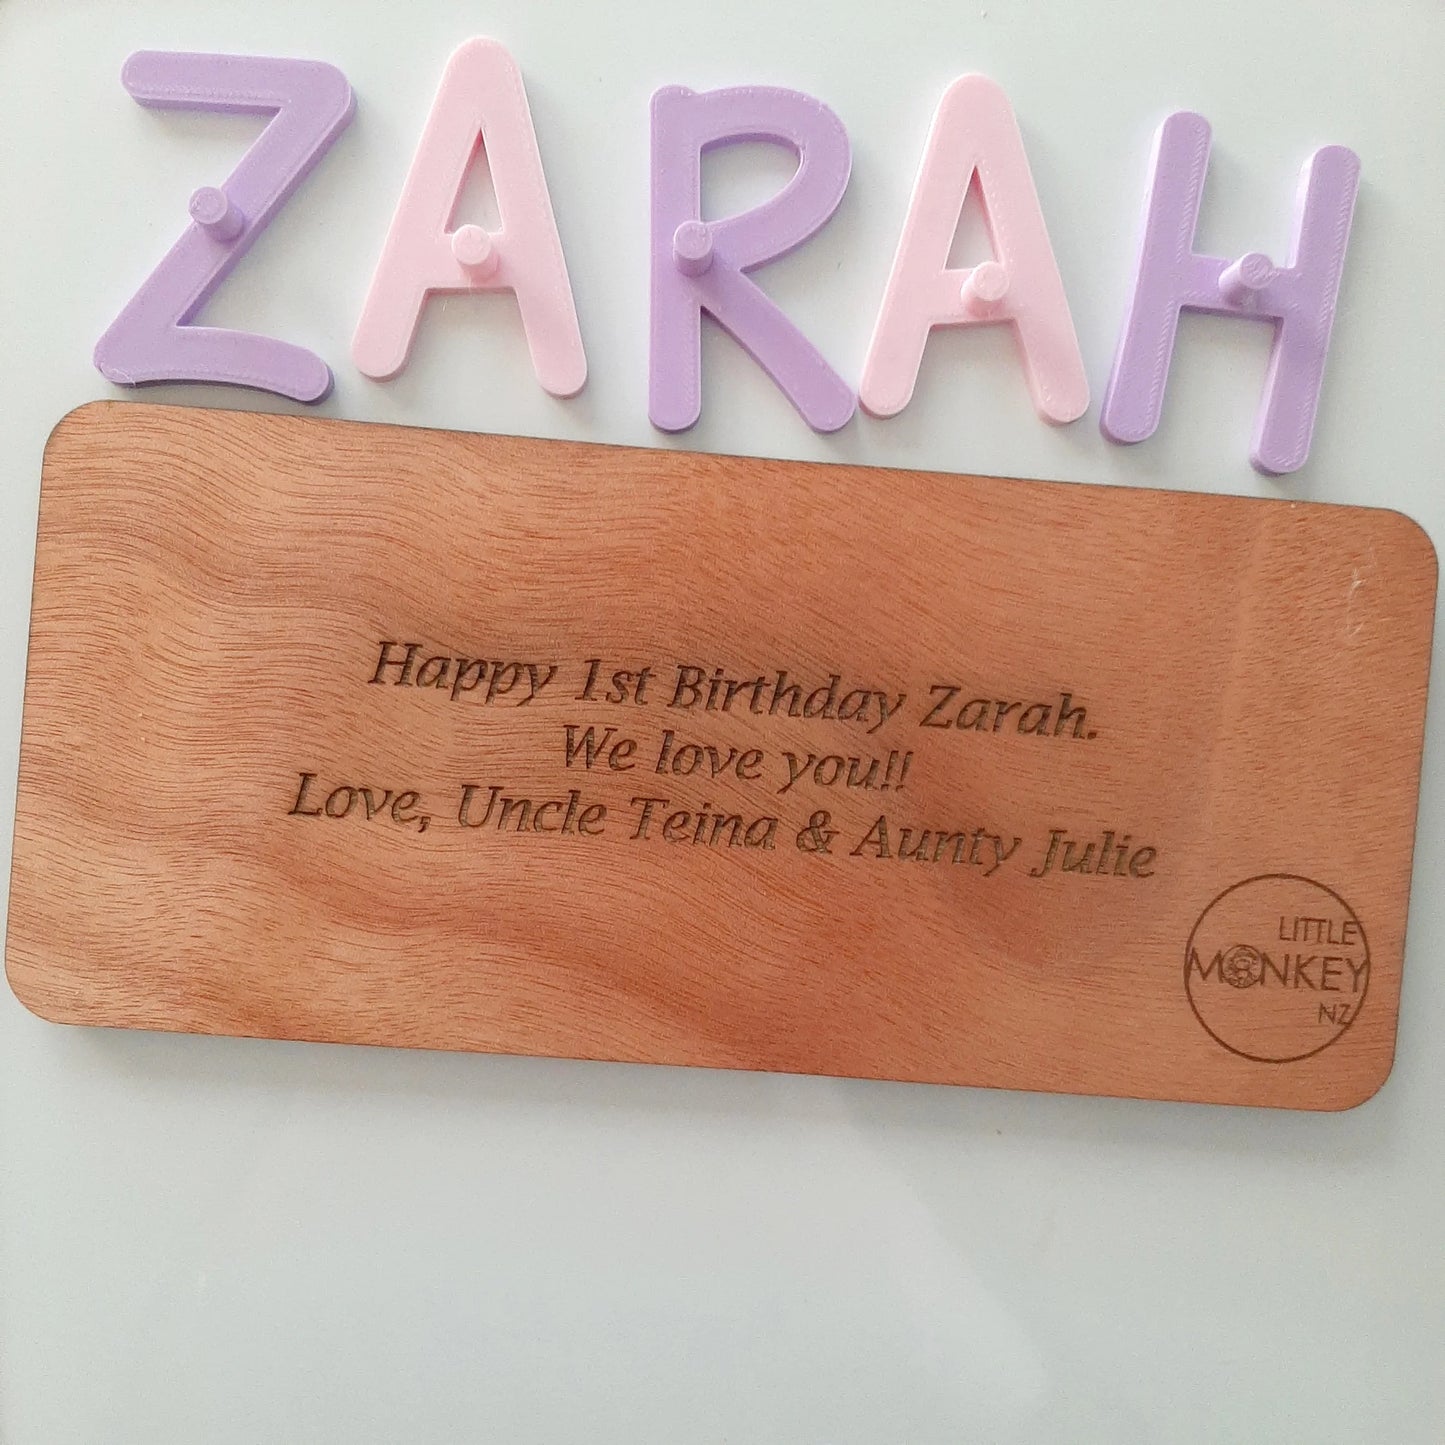 ZARAH
Happy 1st Birthday Zarah.
We love you!!
Love, Uncle Teina & Aunty Julie
LITTLE
MONKEY
NZ